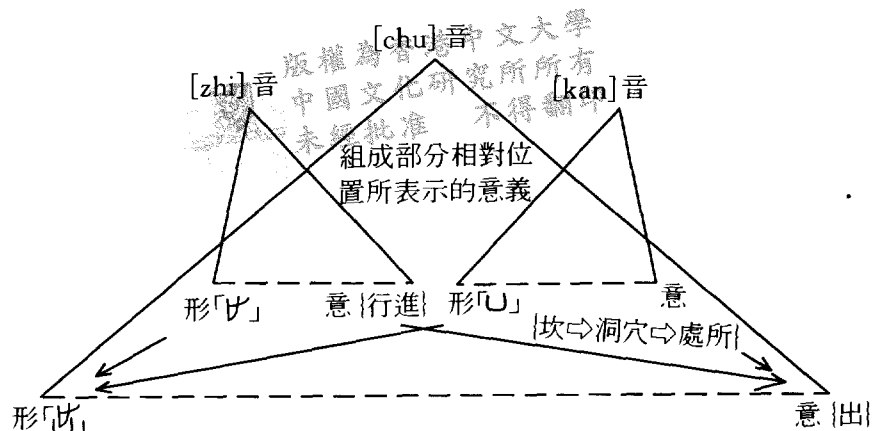 [chu]音
[zhi]音
[kan]音
版權為香港中文大學
中國文化研究所所有
未經批准 不得翻印
組成部分相對位
置所表示的意義
形「」 意{行進} 形「凵」 意
{坎⇨洞穴⇨處所}
形「」 意{出}